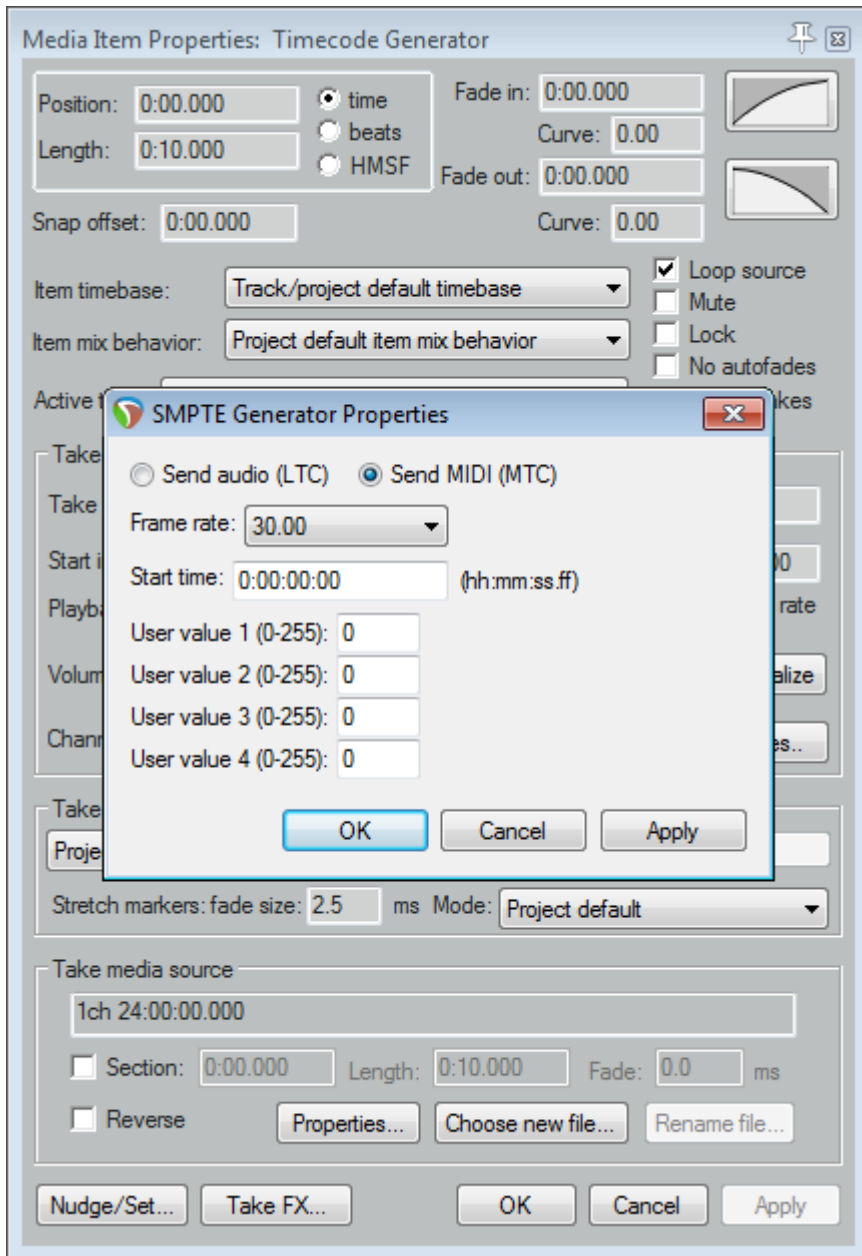 Media Item Properties: Timecode Generator
Position: 0:00.000 time Fade in: 0:00.000
beats Curve: 0.00
Length: 0:10.000 HMSF Fade out: 0:00.000
Snap offset: 0:00.000 Curve: 0.00
Item timebase: Track/project default timebase Loop source
Mute
Item mix behavior: Project default item mix behavior Lock
No autofades
Active
SMPTE Generator Properties
Take
Send audio (LTC) Send MIDI (MTC)
Take
Frame rate: 30.00
Start
Start time: 0:00:00:00 (hh:mm:ss.ff)
rate
User value 1 (0-255): 0
User value 2 (0-255): 0
User value 3 (0-255): 0
User value 4 (0-255): 0
Take
OK Cancel Apply
Stretch markers: fade size: 2.5 ms Mode: Project default
Take media source
1ch 24:00:00.000
Section: 0:00.000 Length: 0:10.000 Fade: 0.0 ms
Reverse Properties... Choose new file... Rename file...
Nudge/Set... Take FX... OK Cancel Apply